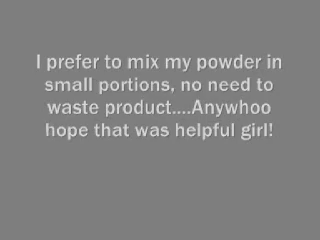 I prefer to mix my powder in
small portions, no need to
waste product....Anywhoo
hope that was helpful girl!